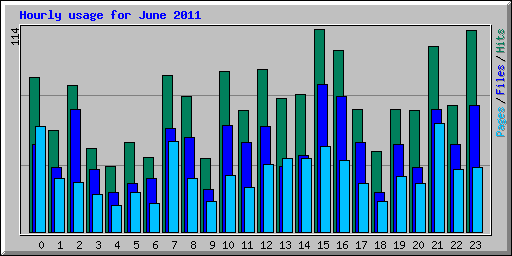 Hourly usage for June 2011
114
Pages / Files / Hits
0 1 2 3 4 5 6 7 8 9 10 11 12 13 14 15 16 17 18 19 20 21 22 23